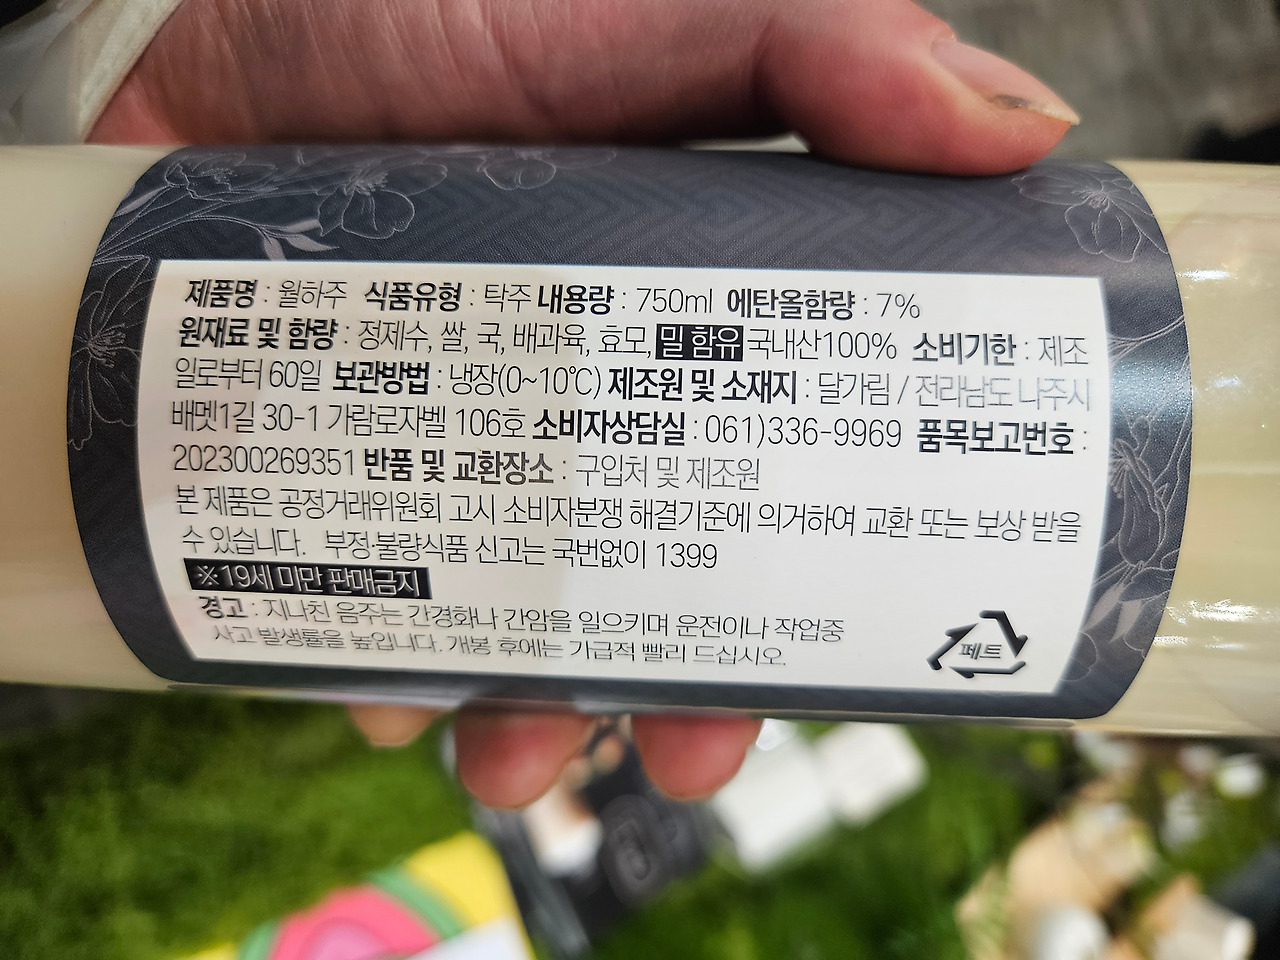 제품명 : 월하주 식품유형 : 탁주 내용량 : 750ml 에탄올함량 : 7%
원재료 및 함량 : 정제수, 쌀, 국, 배과육, 효모, 밀 함유 국내산100% 소비기한 : 제조
일로부터 60일 보관방법 : 냉장(0~10℃) 제조원 및 소재지 : 달가림 / 전라남도 나주시
배멧1길 30-1 가람로자벨 106호 소비자상담실 : 061)336-9969 품목보고번호 :
202300269351 반품 및 교환장소 : 구입처 및 제조원
본 제품은 공정거래위원회 고시 소비자분쟁 해결기준에 의거하여 교환 또는 보상 받을
수 있습니다. 부정·불량식품 신고는 국번없이 1399
※19세 미만 판매금지
경고 : 지나친 음주는 간경화나 간암을 일으키며 운전이나 작업중
사고 발생률을 높입니다. 개봉 후에는 가급적 빨리 드십시오.
페트